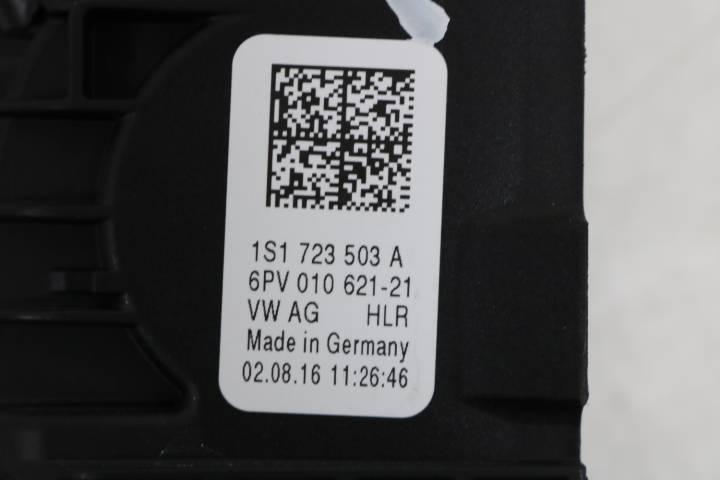 1S1 723 503 A
6PV 010 621-21
VW AG HLR
Made in Germany
02.08.16 11:26:46